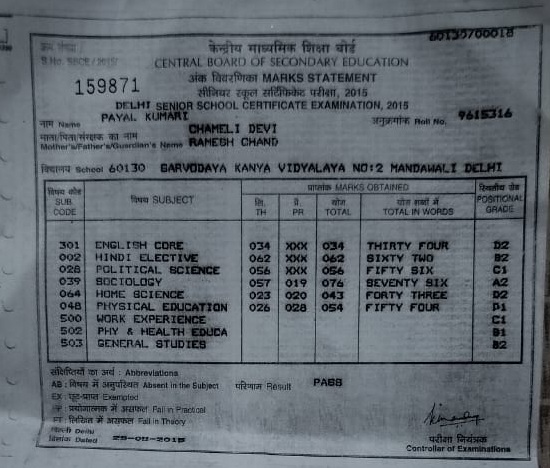 60135/00018
केन्द्रीय माध्यमिक शिक्षा बोर्ड
CENTRAL BOARD OF SECONDARY EDUCATION
159871
अंक विवरणिका MARKS STATEMENT
सीनियर स्कूल सर्टिफिकेट परीक्षा, 2015
DELHI SENIOR SCHOOL CERTIFICATE EXAMINATION, 2015
नाम Name PAYAL KUMARI अनुक्रमांक Roll No. 9615316
माता/पिता/संरक्षक का नाम CHAMELI DEVI
Mother's/Father's/Guardian's Name RAMESH CHAND
विद्यालय School 60130 SARVODAYA KANYA VIDYALAYA NO:2 MANDAWALI DELHI
विषय कोड SUB. CODE विषय SUBJECT प्राप्तांक MARKS OBTAINED POSITIONAL GRADE
लि. TH प्रै. PR योग TOTAL योग शब्दों में TOTAL IN WORDS
301 ENGLISH CORE 034 XXX 034 THIRTY FOUR D2
002 HINDI ELECTIVE 062 XXX 062 SIXTY TWO B2
028 POLITICAL SCIENCE 056 XXX 056 FIFTY SIX C1
039 SOCIOLOGY 057 019 076 SEVENTY SIX A2
064 HOME SCIENCE 023 020 043 FORTY THREE D2
048 PHYSICAL EDUCATION 026 028 054 FIFTY FOUR D1
500 WORK EXPERIENCE C1
502 PHY & HEALTH EDUCA B1
503 GENERAL STUDIES B2
संक्षिप्तियों का अर्थ : Abbreviations
AB : विषय में अनुपस्थित Absent in the Subject परिणाम Result PASS
EX : छूट-प्राप्त Exempted
FP : प्रयोगात्मक में असफल Fail in Practical
FT : लिखित में असफल Fail in Theory
दिल्ली Delhi
दिनांक Dated 25-05-2015
परीक्षा नियंत्रक
Controller of Examinations